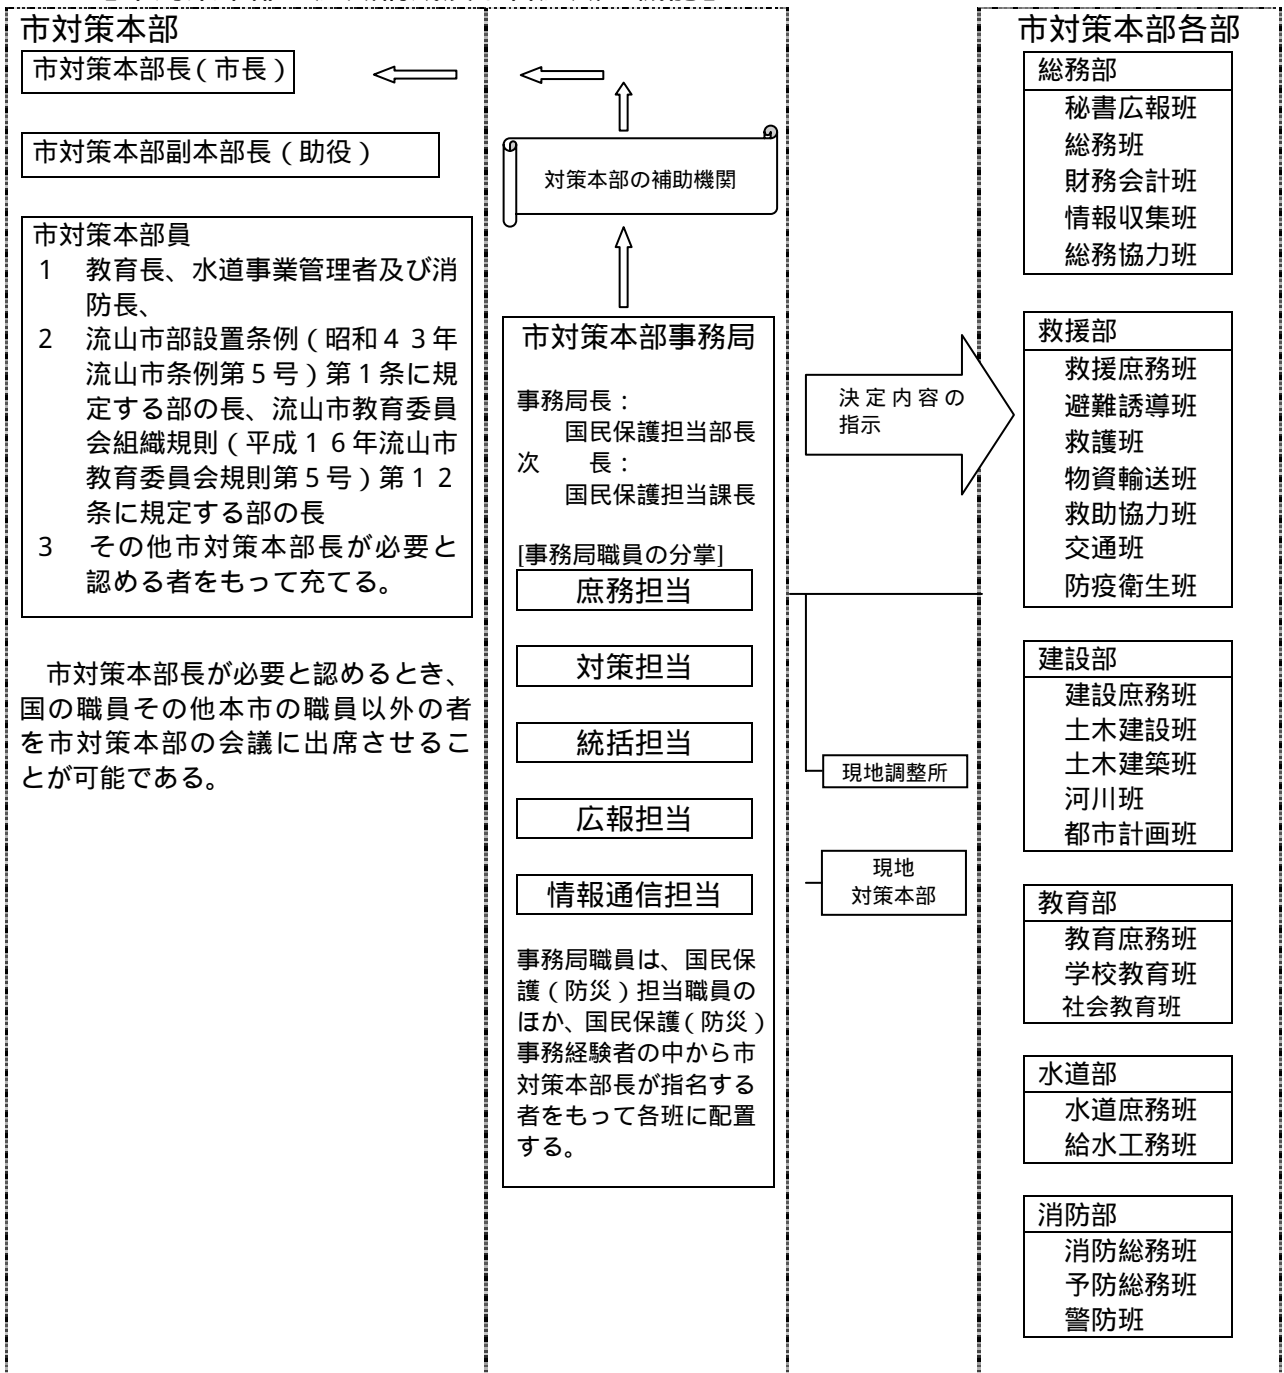 市対策本部
市対策本部長（市長）
市対策本部副本部長（助役）
市対策本部員
1 教育長、水道事業管理者及び消
防長、
2 流山市部設置条例（昭和４３年
流山市条例第５号）第１条に規
定する部の長、流山市教育委員
会組織規則（平成１６年流山市
教育委員会規則第５号）第１２
条に規定する部の長
3 その他市対策本部長が必要と
認める者をもって充てる。
市対策本部長が必要と認めるとき、
国の職員その他本市の職員以外の者
を市対策本部の会議に出席させるこ
とが可能である。
対策本部の補助機関
市対策本部事務局
事務局長：
国民保護担当部長
次　　長：
国民保護担当課長
[事務局職員の分掌]
庶務担当
対策担当
統括担当
広報担当
情報通信担当
事務局職員は、国民保
護（防災）担当職員の
ほか、国民保護（防災）
事務経験者の中から市
対策本部長が指名する
者をもって各班に配置
する。
決定内容の
指示
現地調整所
現地
対策本部
市対策本部各部
総務部
秘書広報班
総務班
財務会計班
情報収集班
総務協力班
救援部
救援庶務班
避難誘導班
救護班
物資輸送班
救助協力班
交通班
防疫衛生班
建設部
建設庶務班
土木建設班
土木建築班
河川班
都市計画班
教育部
教育庶務班
学校教育班
社会教育班
水道部
水道庶務班
給水工務班
消防部
消防総務班
予防総務班
警防班